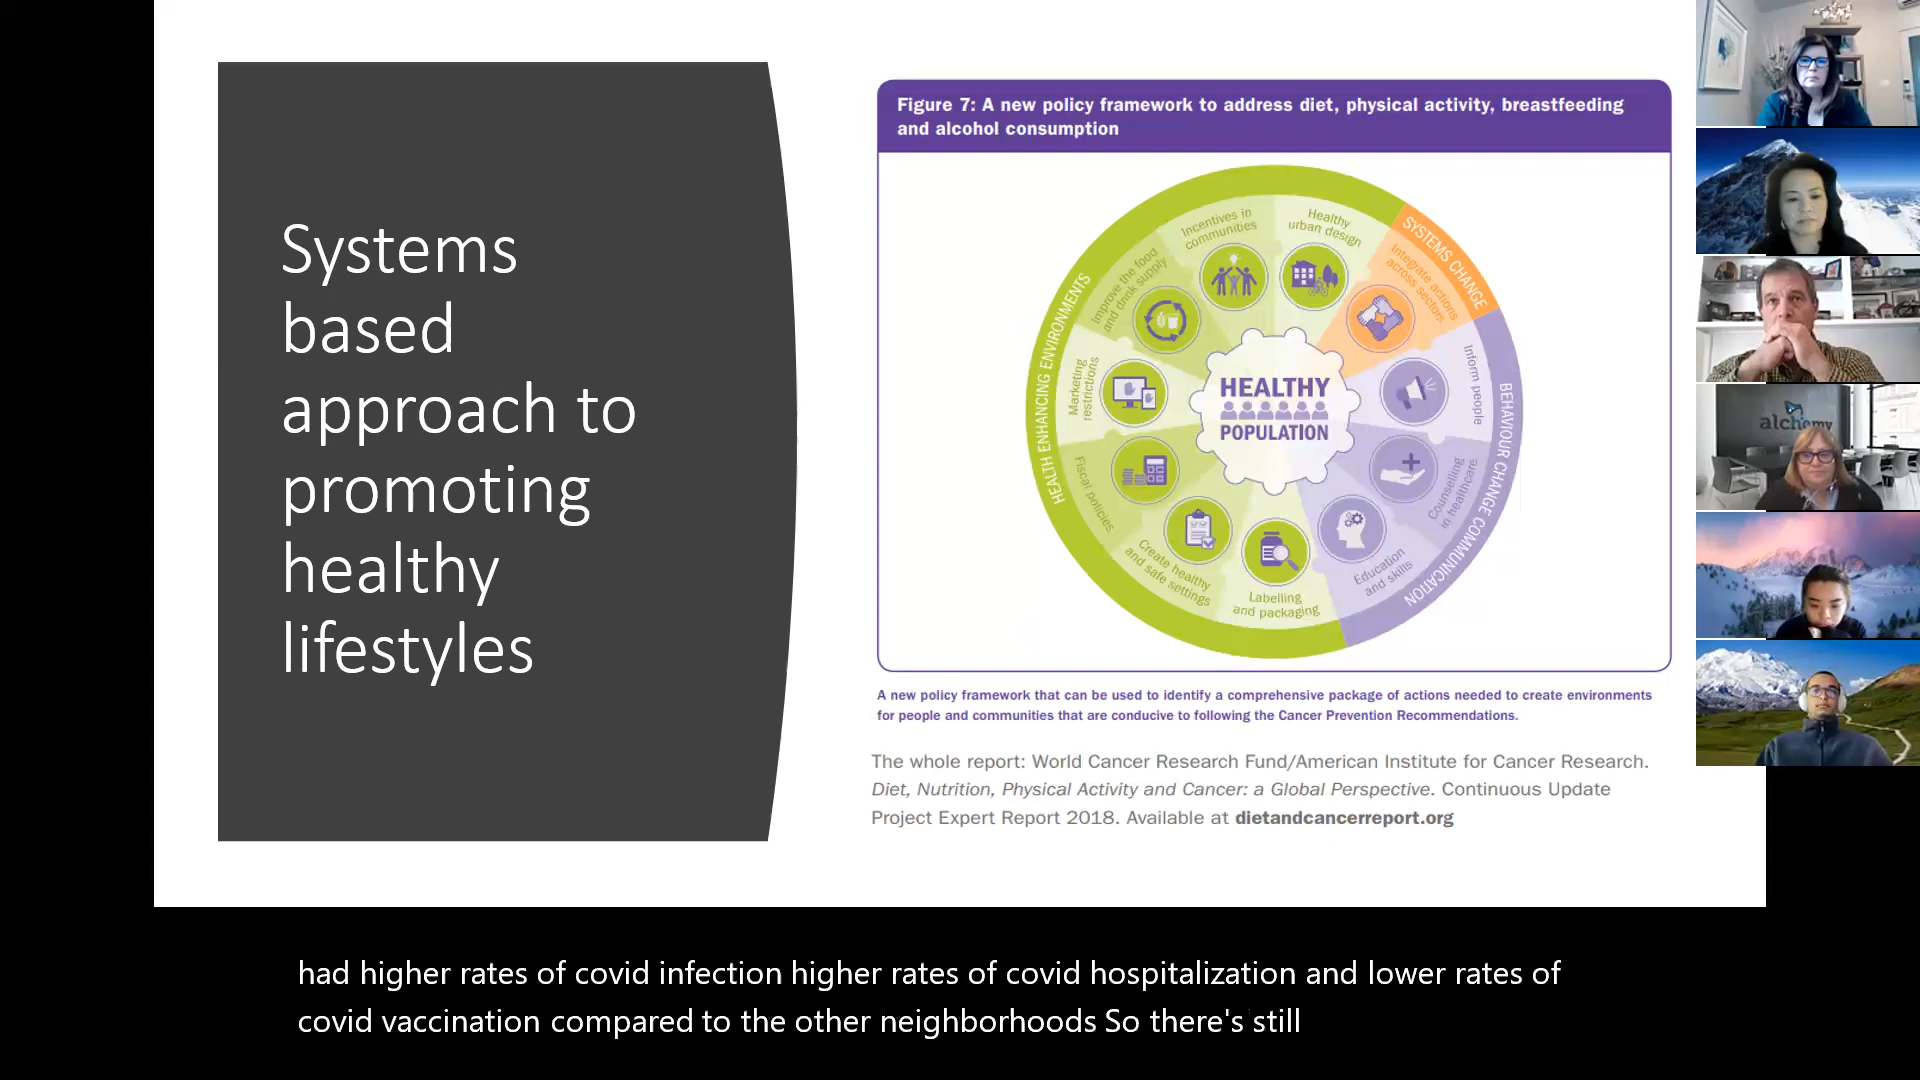 Systems
based
approach to
promoting
healthy
lifestyles
Figure 7: A new policy framework to address diet, physical activity, breastfeeding
and alcohol consumption
HEALTH ENHANCING ENVIRONMENTS
SYSTEMS CHANGE
BEHAVIOUR CHANGE COMMUNICATION
Incentives in
communities
Healthy
urban design
Integrate actions
across sectors
Inform people
Counselling
in healthcare
Education
and skills
Labelling
and packaging
Create healthy
and safe settings
Fiscal policies
Marketing
restrictions
Improve the food
and drink supply
HEALTHY
POPULATION
A new policy framework that can be used to identify a comprehensive package of actions needed to create environments
for people and communities that are conducive to following the Cancer Prevention Recommendations.
The whole report: World Cancer Research Fund/American Institute for Cancer Research.
Diet, Nutrition, Physical Activity and Cancer: a Global Perspective. Continuous Update
Project Expert Report 2018. Available at dietandcancerreport.org
alchemy
had higher rates of covid infection higher rates of covid hospitalization and lower rates of
covid vaccination compared to the other neighborhoods So there's still